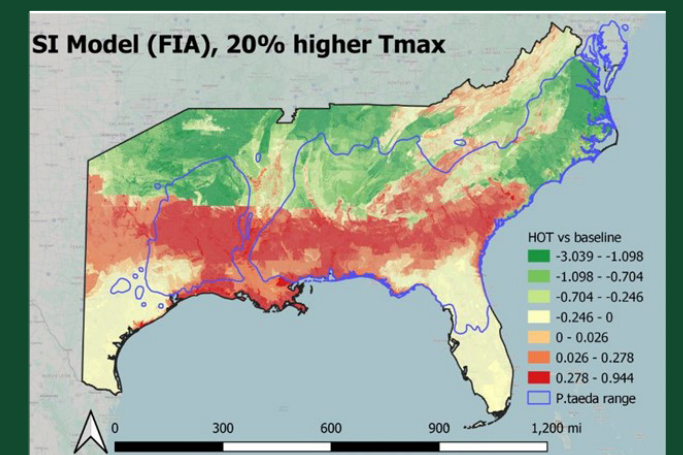 SI Model (FIA), 20% higher Tmax
HOT vs baseline
-3.039 - -1.098
-1.098 - -0.704
-0.704 - -0.246
-0.246 - 0
0 - 0.026
0.026 - 0.278
0.278 - 0.944
P.taeda range
0 300 600 900 1,200 mi